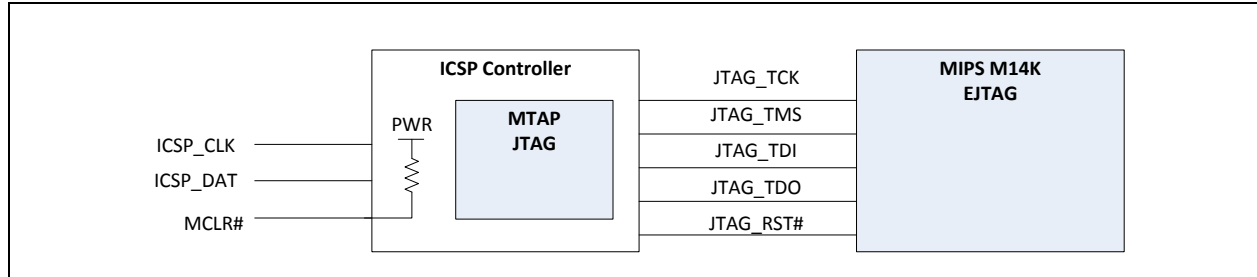 ICSP Controller
MIPS M14K
EJTAG
JTAG_TCK
MTAP
JTAG
JTAG_TMS
PWR
ICSP_CLK
JTAG_TDI
ICSP_DAT
JTAG_TDO
MCLR#
JTAG_RST#